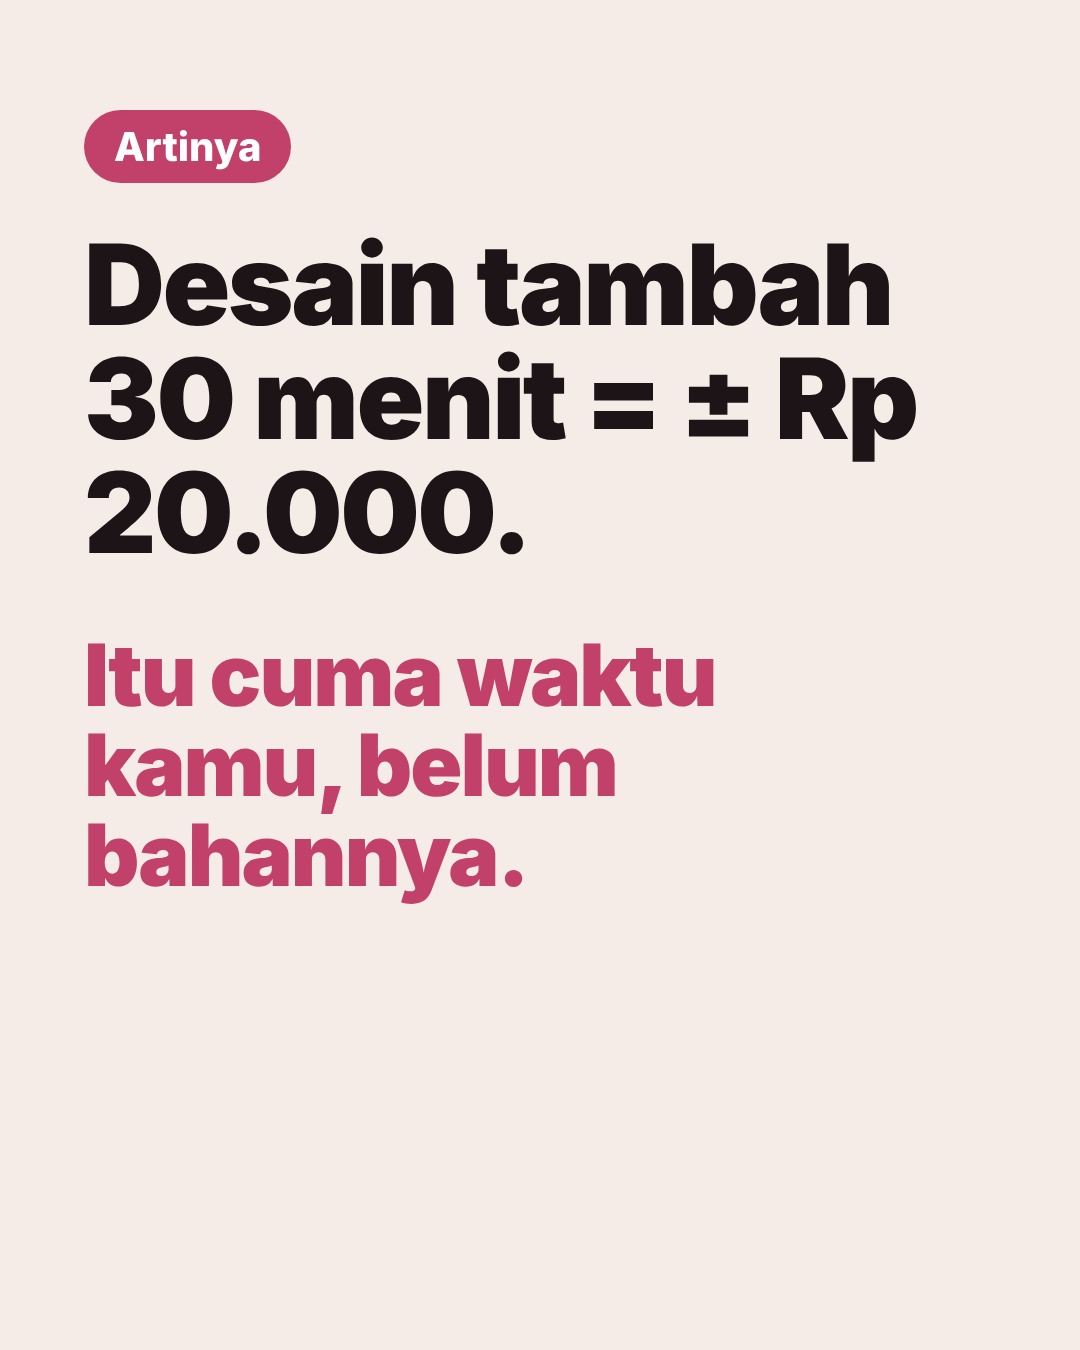 Artinya
Desain tambah
30 menit = ± Rp
20.000.
Itu cuma waktu
kamu, belum
bahannya.